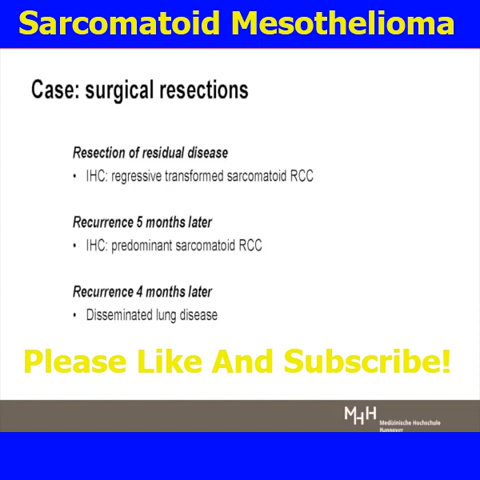 Sarcomatoid Mesothelioma
Case: surgical resections
Resection of residual disease
• IHC: regressive transformed sarcomatoid RCC
Recurrence 5 months later
• IHC: predominant sarcomatoid RCC
Recurrence 4 months later
• Disseminated lung disease
Please Like And Subscribe!
MHH
Medizinische Hochschule
Hannover